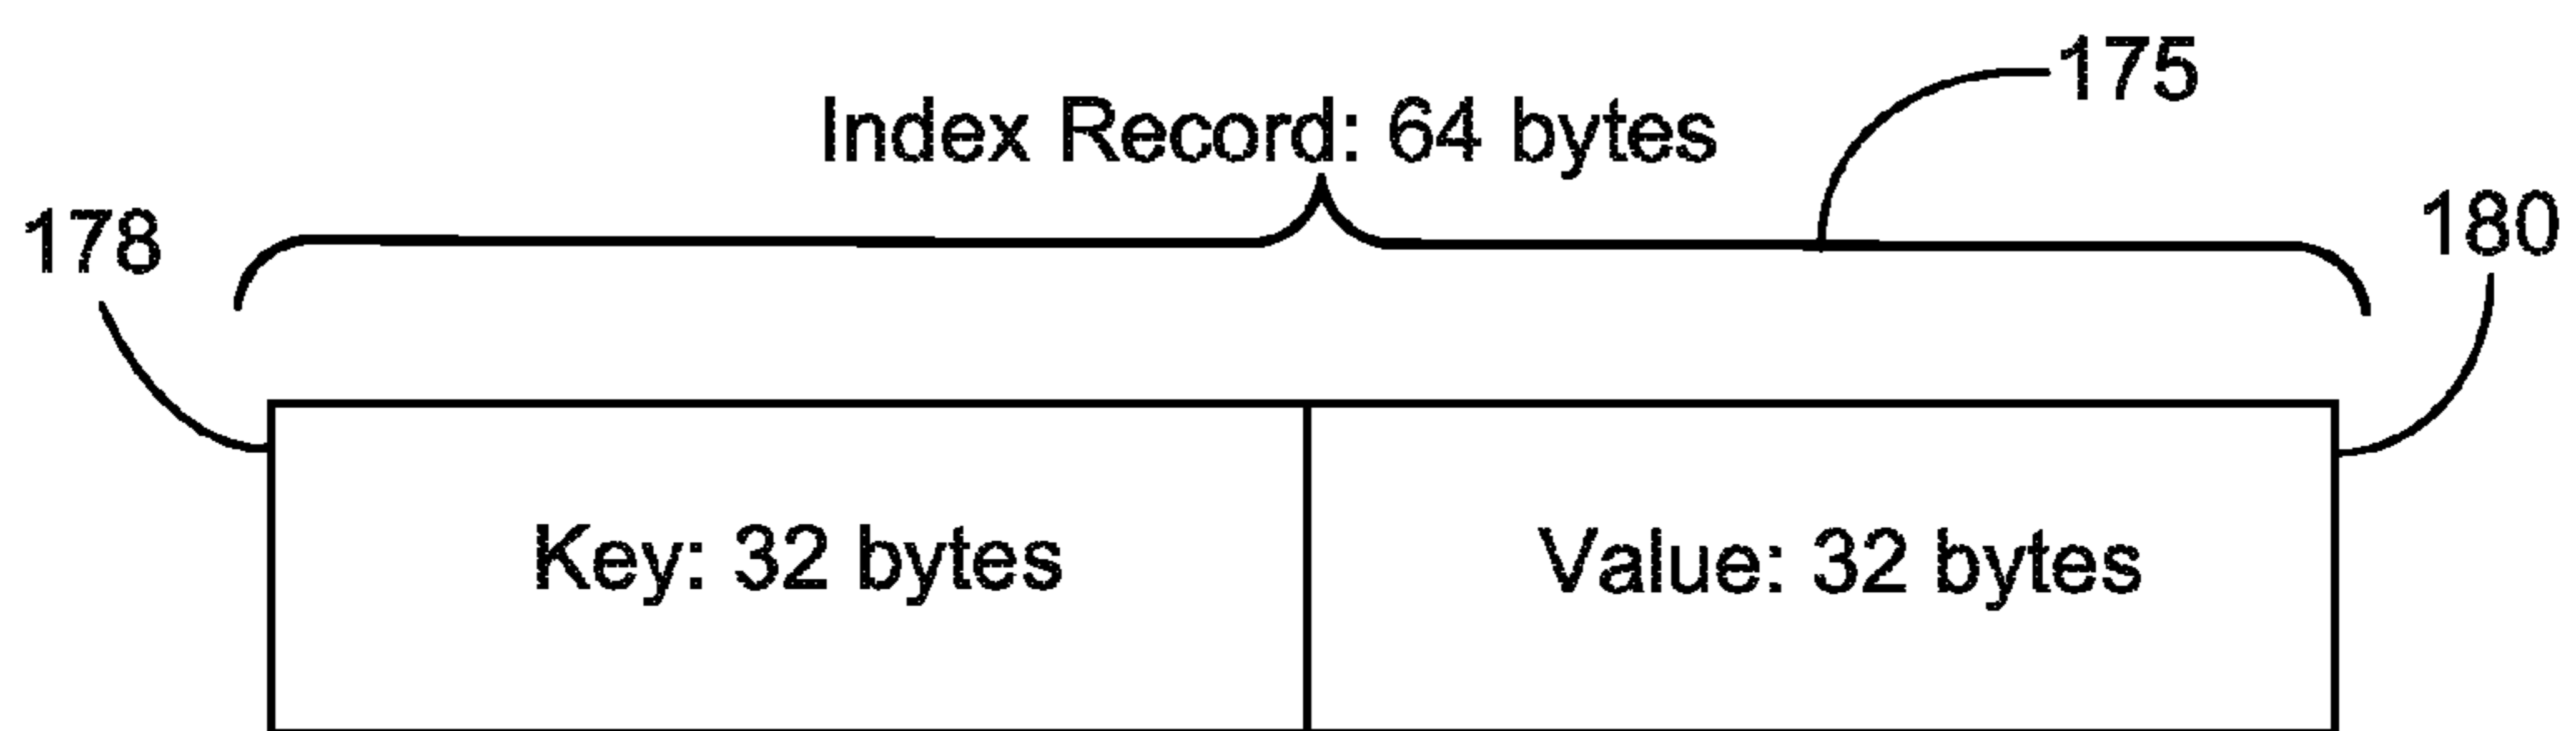 175
Index Record: 64 bytes
178
180
Key: 32 bytes
Value: 32 bytes